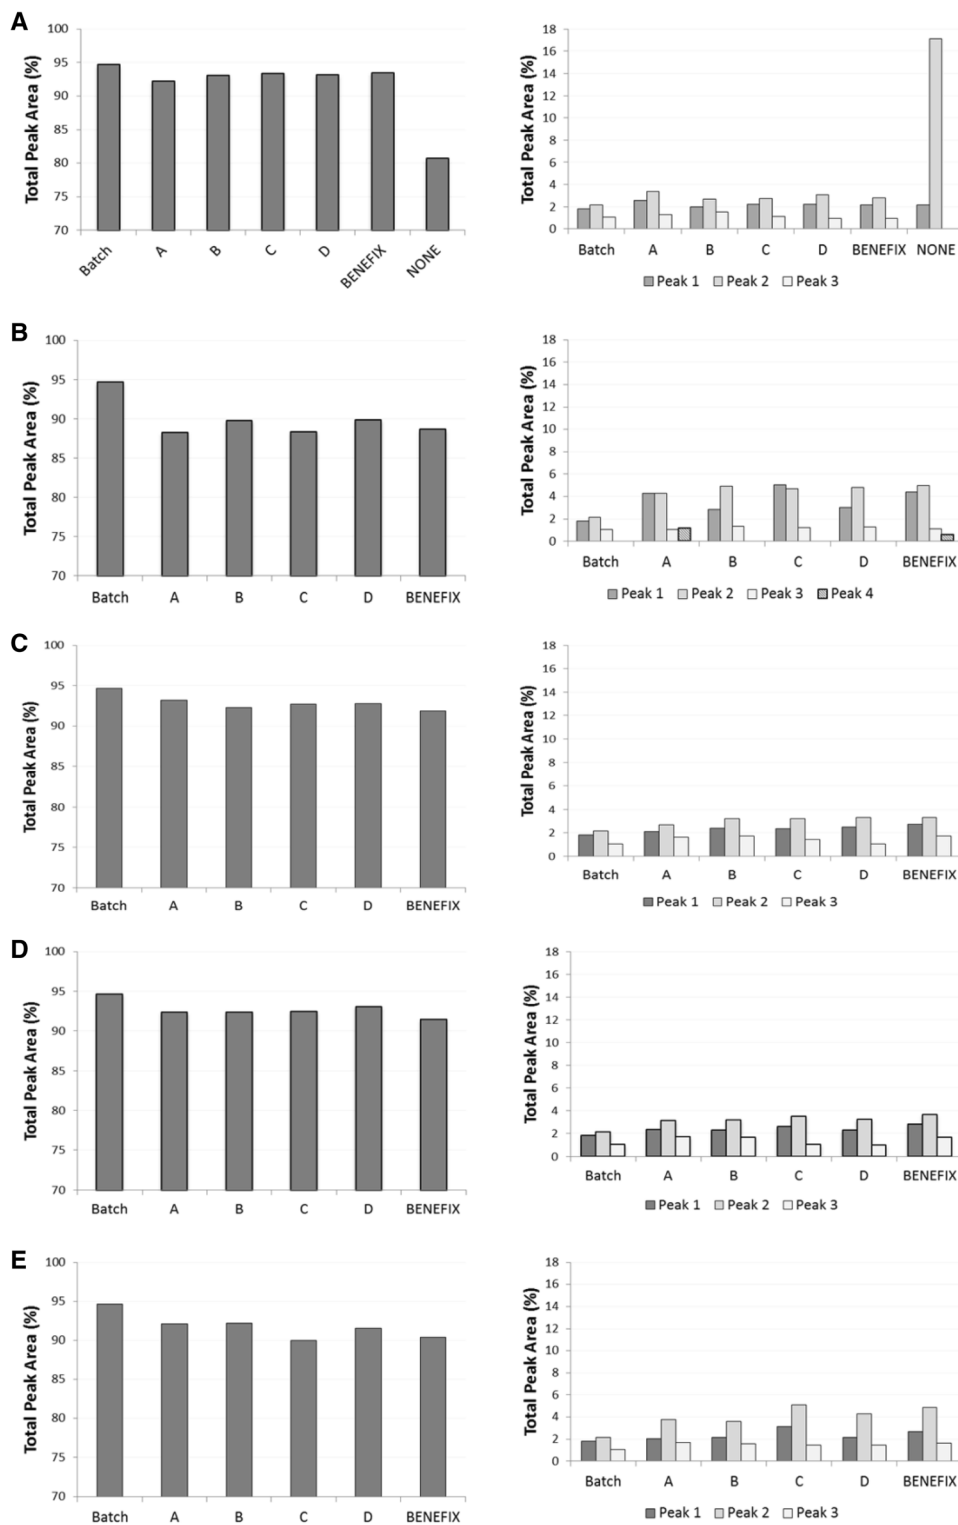 A
Total Peak Area (%)
100
95
90
85
80
75
70
Batch A B C D BENEFIX NONE
Total Peak Area (%)
18
16
14
12
10
8
6
4
2
0
Batch A B C D BENEFIX NONE
Peak 1 Peak 2 Peak 3
B
Total Peak Area (%)
100
95
90
85
80
75
70
Batch A B C D BENEFIX
Total Peak Area (%)
18
16
14
12
10
8
6
4
2
0
Batch A B C D BENEFIX
Peak 1 Peak 2 Peak 3 Peak 4
C
Total Peak Area (%)
100
95
90
85
80
75
70
Batch A B C D BENEFIX
Total Peak Area (%)
18
16
14
12
10
8
6
4
2
0
Batch A B C D BENEFIX
Peak 1 Peak 2 Peak 3
D
Total Peak Area (%)
100
95
90
85
80
75
70
Batch A B C D BENEFIX
Total Peak Area (%)
18
16
14
12
10
8
6
4
2
0
Batch A B C D BENEFIX
Peak 1 Peak 2 Peak 3
E
Total Peak Area (%)
100
95
90
85
80
75
70
Batch A B C D BENEFIX
Total Peak Area (%)
18
16
14
12
10
8
6
4
2
0
Batch A B C D BENEFIX
Peak 1 Peak 2 Peak 3